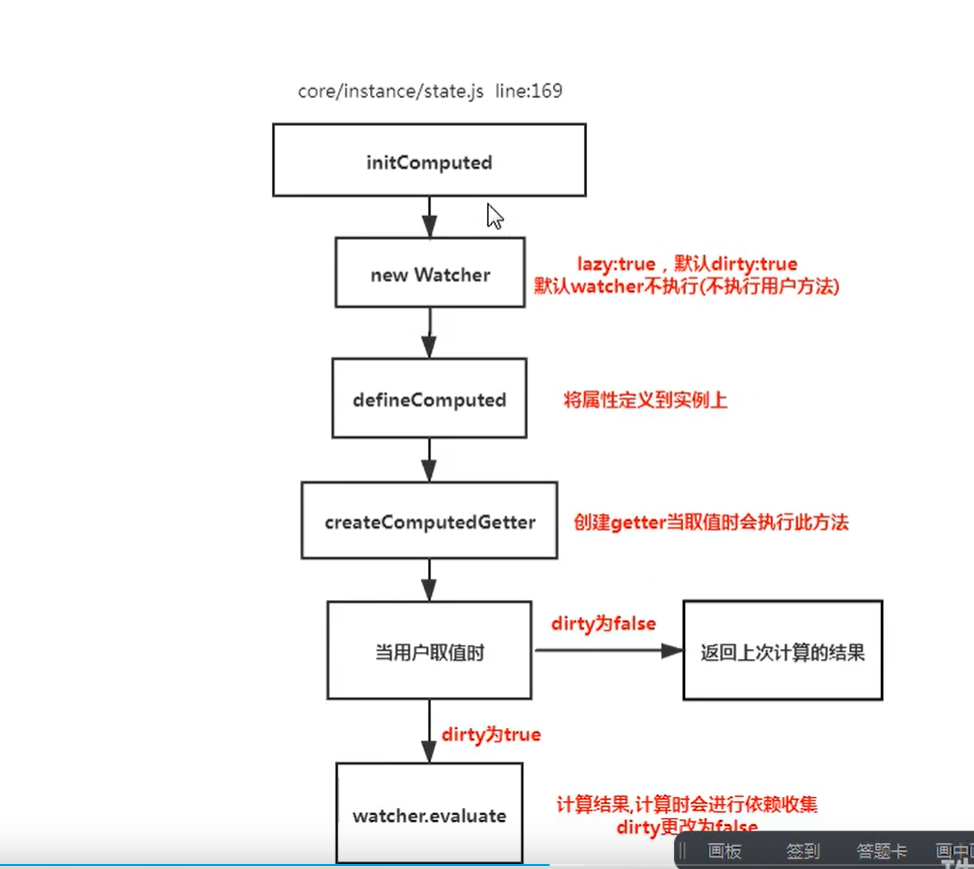 core/instance/state.js line:169
initComputed
new Watcher
lazy:true，默认dirty:true
默认watcher不执行(不执行用户方法)
defineComputed
将属性定义到实例上
createComputedGetter
创建getter当取值时会执行此方法
当用户取值时
dirty为false
返回上次计算的结果
dirty为true
watcher.evaluate
计算结果,计算时会进行依赖收集
dirty更改为false
画板
签到
答题卡
画中